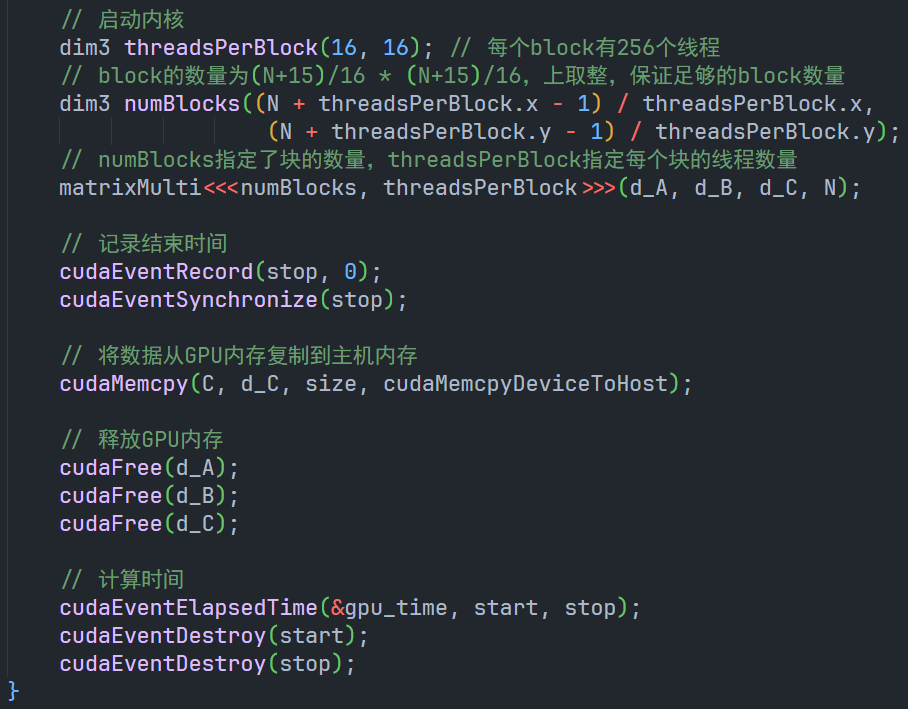 // 启动内核
dim3 threadsPerBlock(16, 16); // 每个block有256个线程
// block的数量为(N+15)/16 * (N+15)/16，上取整，保证足够的block数量
dim3 numBlocks((N + threadsPerBlock.x - 1) / threadsPerBlock.x,
(N + threadsPerBlock.y - 1) / threadsPerBlock.y);
// numBlocks指定了块的数量，threadsPerBlock指定每个块的线程数量
matrixMulti<<<numBlocks, threadsPerBlock>>>(d_A, d_B, d_C, N);
// 记录结束时间
cudaEventRecord(stop, 0);
cudaEventSynchronize(stop);
// 将数据从GPU内存复制到主机内存
cudaMemcpy(C, d_C, size, cudaMemcpyDeviceToHost);
// 释放GPU内存
cudaFree(d_A);
cudaFree(d_B);
cudaFree(d_C);
// 计算时间
cudaEventElapsedTime(&gpu_time, start, stop);
cudaEventDestroy(start);
cudaEventDestroy(stop);
}